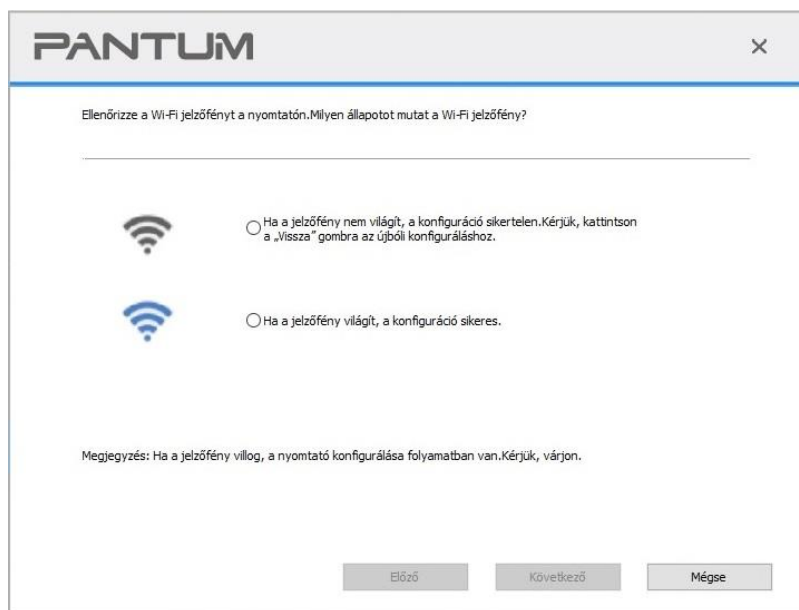 PANTUM
Ellenőrizze a Wi-Fi jelzőfényt a nyomtatón.Milyen állapotot mutat a Wi-Fi jelzőfény?
Ha a jelzőfény nem világít, a konfiguráció sikertelen.Kérjük, kattintson
a „Vissza” gombra az újbóli konfiguráláshoz.
Ha a jelzőfény világít, a konfiguráció sikeres.
Megjegyzés: Ha a jelzőfény villog, a nyomtató konfigurálása folyamatban van.Kérjük, várjon.
Előző
Következő
Mégse